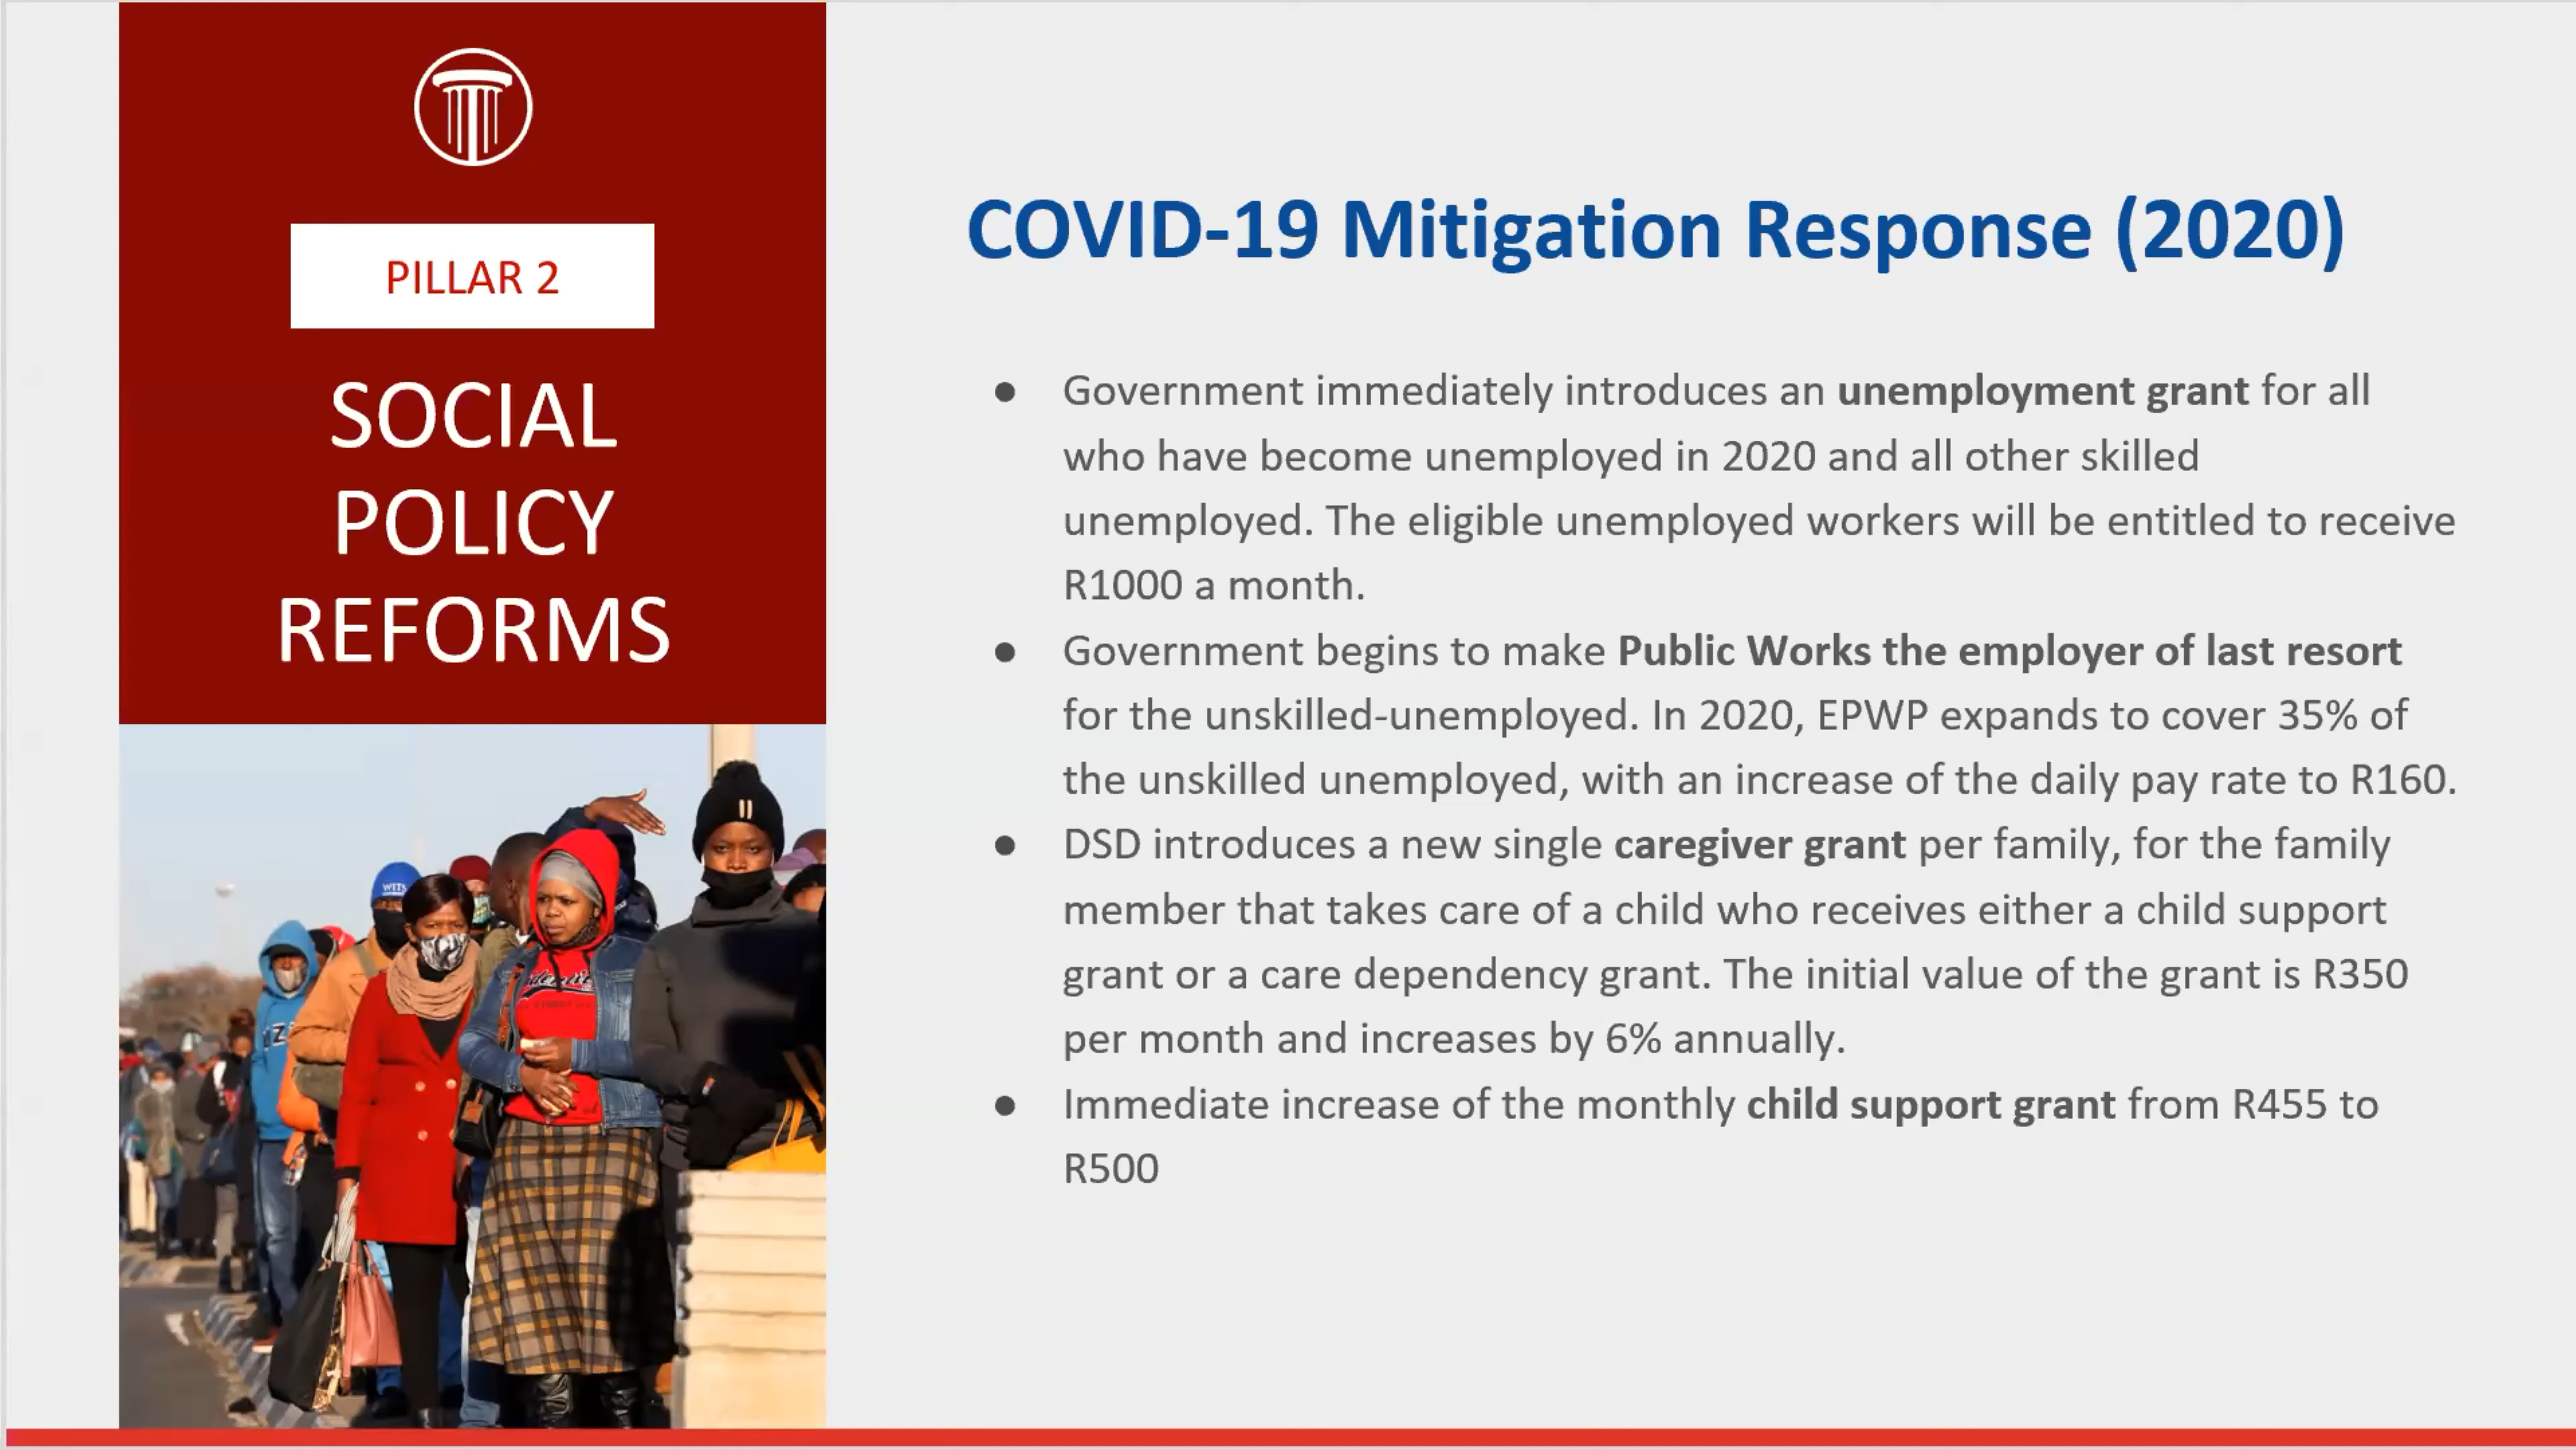 PILLAR 2
SOCIAL
POLICY
REFORMS
COVID-19 Mitigation Response (2020)
● Government immediately introduces an unemployment grant for all
who have become unemployed in 2020 and all other skilled
unemployed. The eligible unemployed workers will be entitled to receive
R1000 a month.
● Government begins to make Public Works the employer of last resort
for the unskilled-unemployed. In 2020, EPWP expands to cover 35% of
the unskilled unemployed, with an increase of the daily pay rate to R160.
● DSD introduces a new single caregiver grant per family, for the family
member that takes care of a child who receives either a child support
grant or a care dependency grant. The initial value of the grant is R350
per month and increases by 6% annually.
● Immediate increase of the monthly child support grant from R455 to
R500
WITS